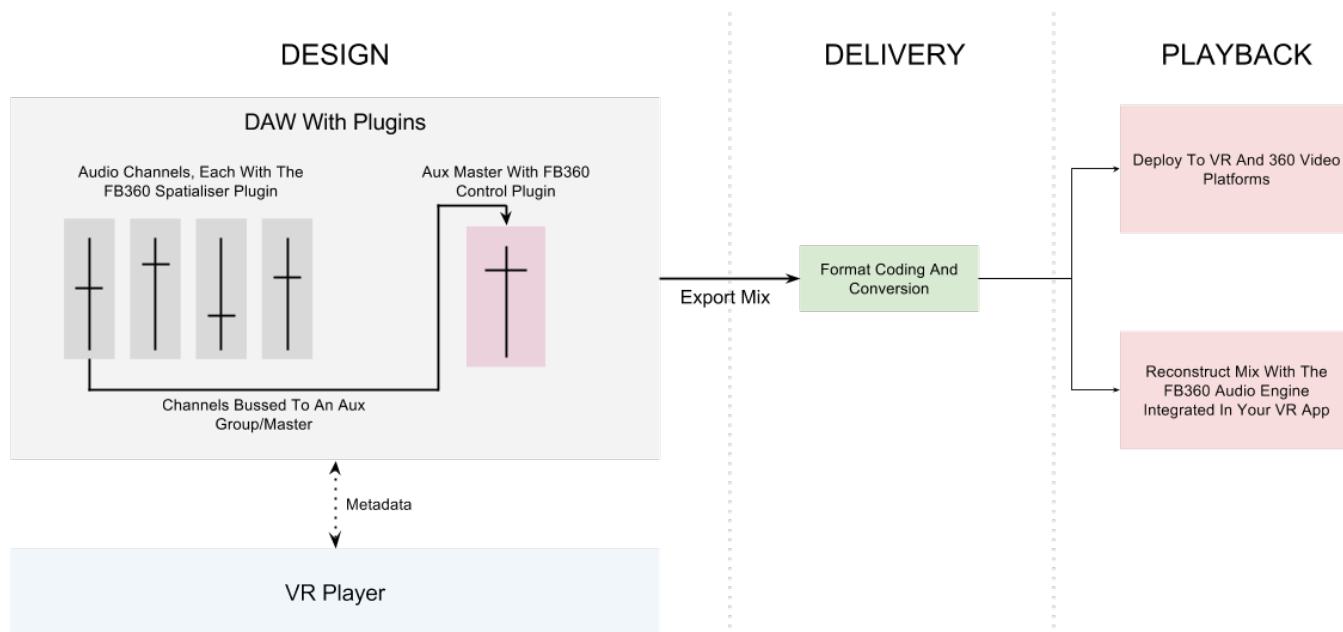 DESIGN
DELIVERY
PLAYBACK
DAW With Plugins
Audio Channels, Each With The
FB360 Spatialiser Plugin
Aux Master With FB360
Control Plugin
Channels Bussed To An Aux
Group/Master
Export Mix
Format Coding And
Conversion
Deploy To VR And 360 Video
Platforms
Reconstruct Mix With The
FB360 Audio Engine
Integrated In Your VR App
Metadata
VR Player